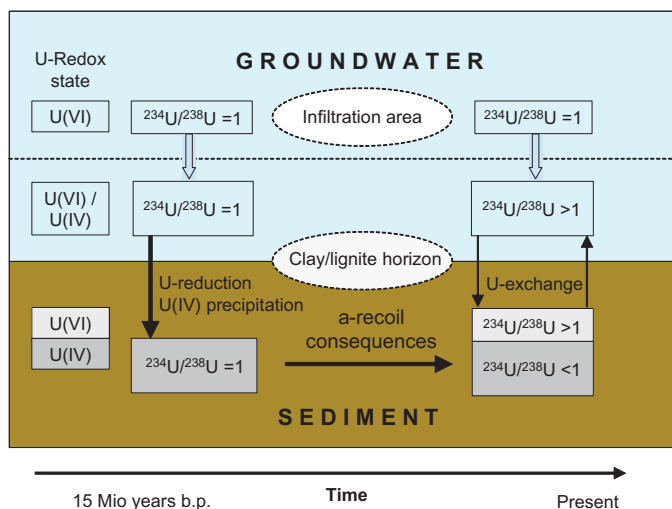 U-Redox
state
GROUNDWATER
U(VI)
²³⁴U/²³⁸U =1
Infiltration area
²³⁴U/²³⁸U =1
U(VI) /
U(IV)
²³⁴U/²³⁸U =1
²³⁴U/²³⁸U >1
Clay/lignite horizon
U-reduction
U(IV) precipitation
U-exchange
U(VI)
U(IV)
²³⁴U/²³⁸U =1
a-recoil
consequences
²³⁴U/²³⁸U >1
²³⁴U/²³⁸U <1
SEDIMENT
15 Mio years b.p.
Time
Present